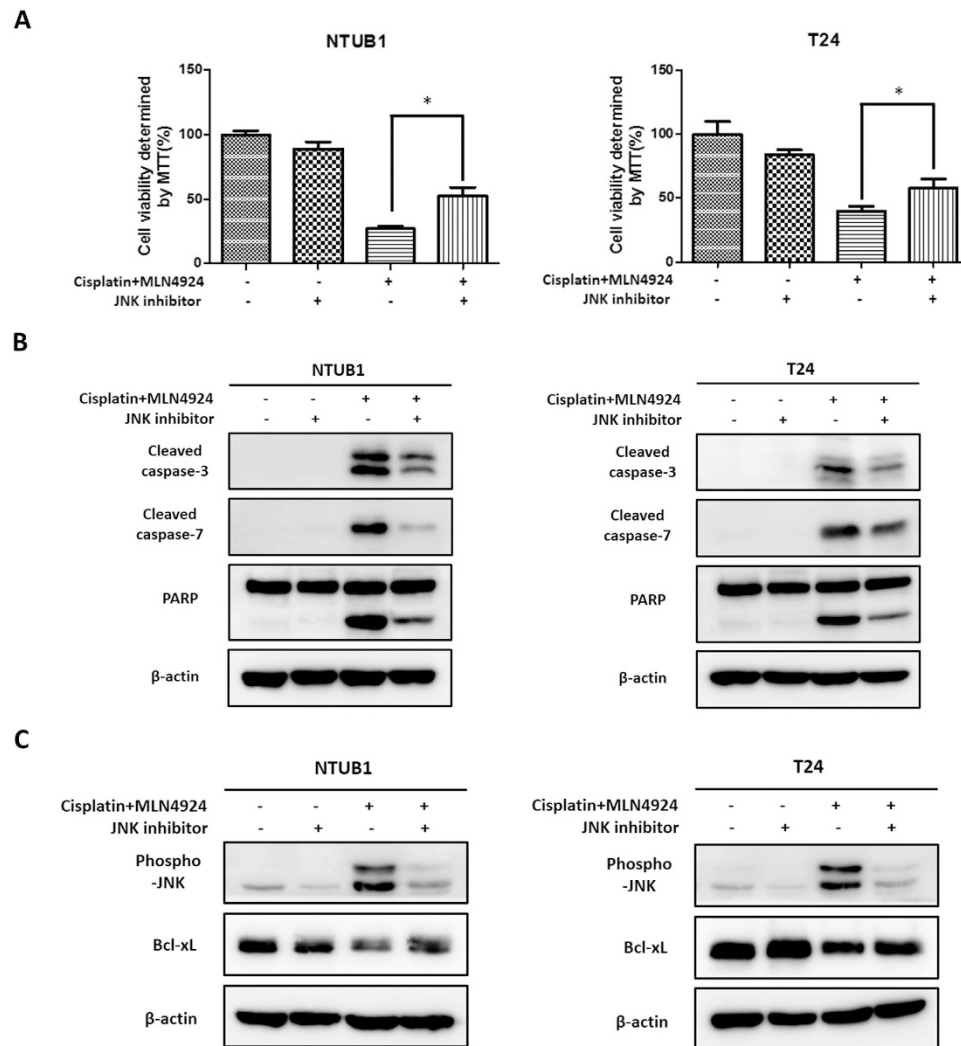 A
NTUB1
Cell viability determined
by MTT(%)
150
100
50
0
*
Cisplatin+MLN4924 - - + +
JNK inhibitor - + - +
T24
Cell viability determined
by MTT(%)
150
100
50
0
*
Cisplatin+MLN4924 - - + +
JNK inhibitor - + - +
B
NTUB1
Cisplatin+MLN4924 - - + +
JNK inhibitor - + - +
Cleaved
caspase-3
Cleaved
caspase-7
PARP
β-actin
T24
Cisplatin+MLN4924 - - + +
JNK inhibitor - + - +
Cleaved
caspase-3
Cleaved
caspase-7
PARP
β-actin
C
NTUB1
Cisplatin+MLN4924 - - + +
JNK inhibitor - + - +
Phospho
-JNK
Bcl-xL
β-actin
T24
Cisplatin+MLN4924 - - + +
JNK inhibitor - + - +
Phospho
-JNK
Bcl-xL
β-actin